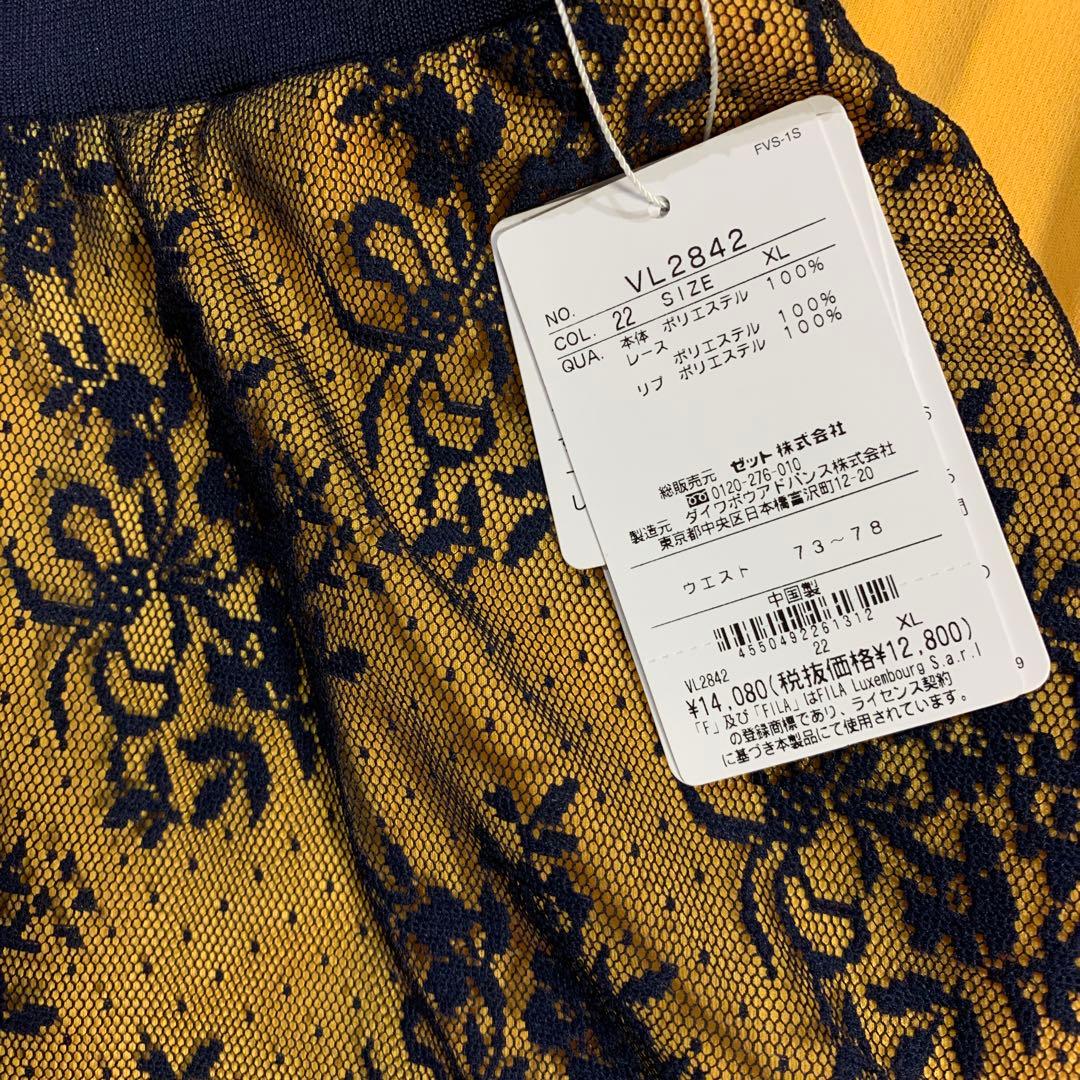 FVS-1S
NO. VL2842
COL. 22 SIZE XL
QUA. 本体 ポリエステル 100%
レース ポリエステル 100%
リブ ポリエステル 100%
総販売元 ゼット株式会社
0120-276-010
製造元 ダイワボウアドバンス株式会社
東京都中央区日本橋富沢町12-20
ウエスト 73~78
中国製
4550492261312
VL2842 22 XL
¥14,080(税抜価格¥12,800)
「F」及び「FILA」はFILA Luxembourg S.a.r.l
の登録商標であり、ライセンス契約
に基づき本製品にて使用されています。
9